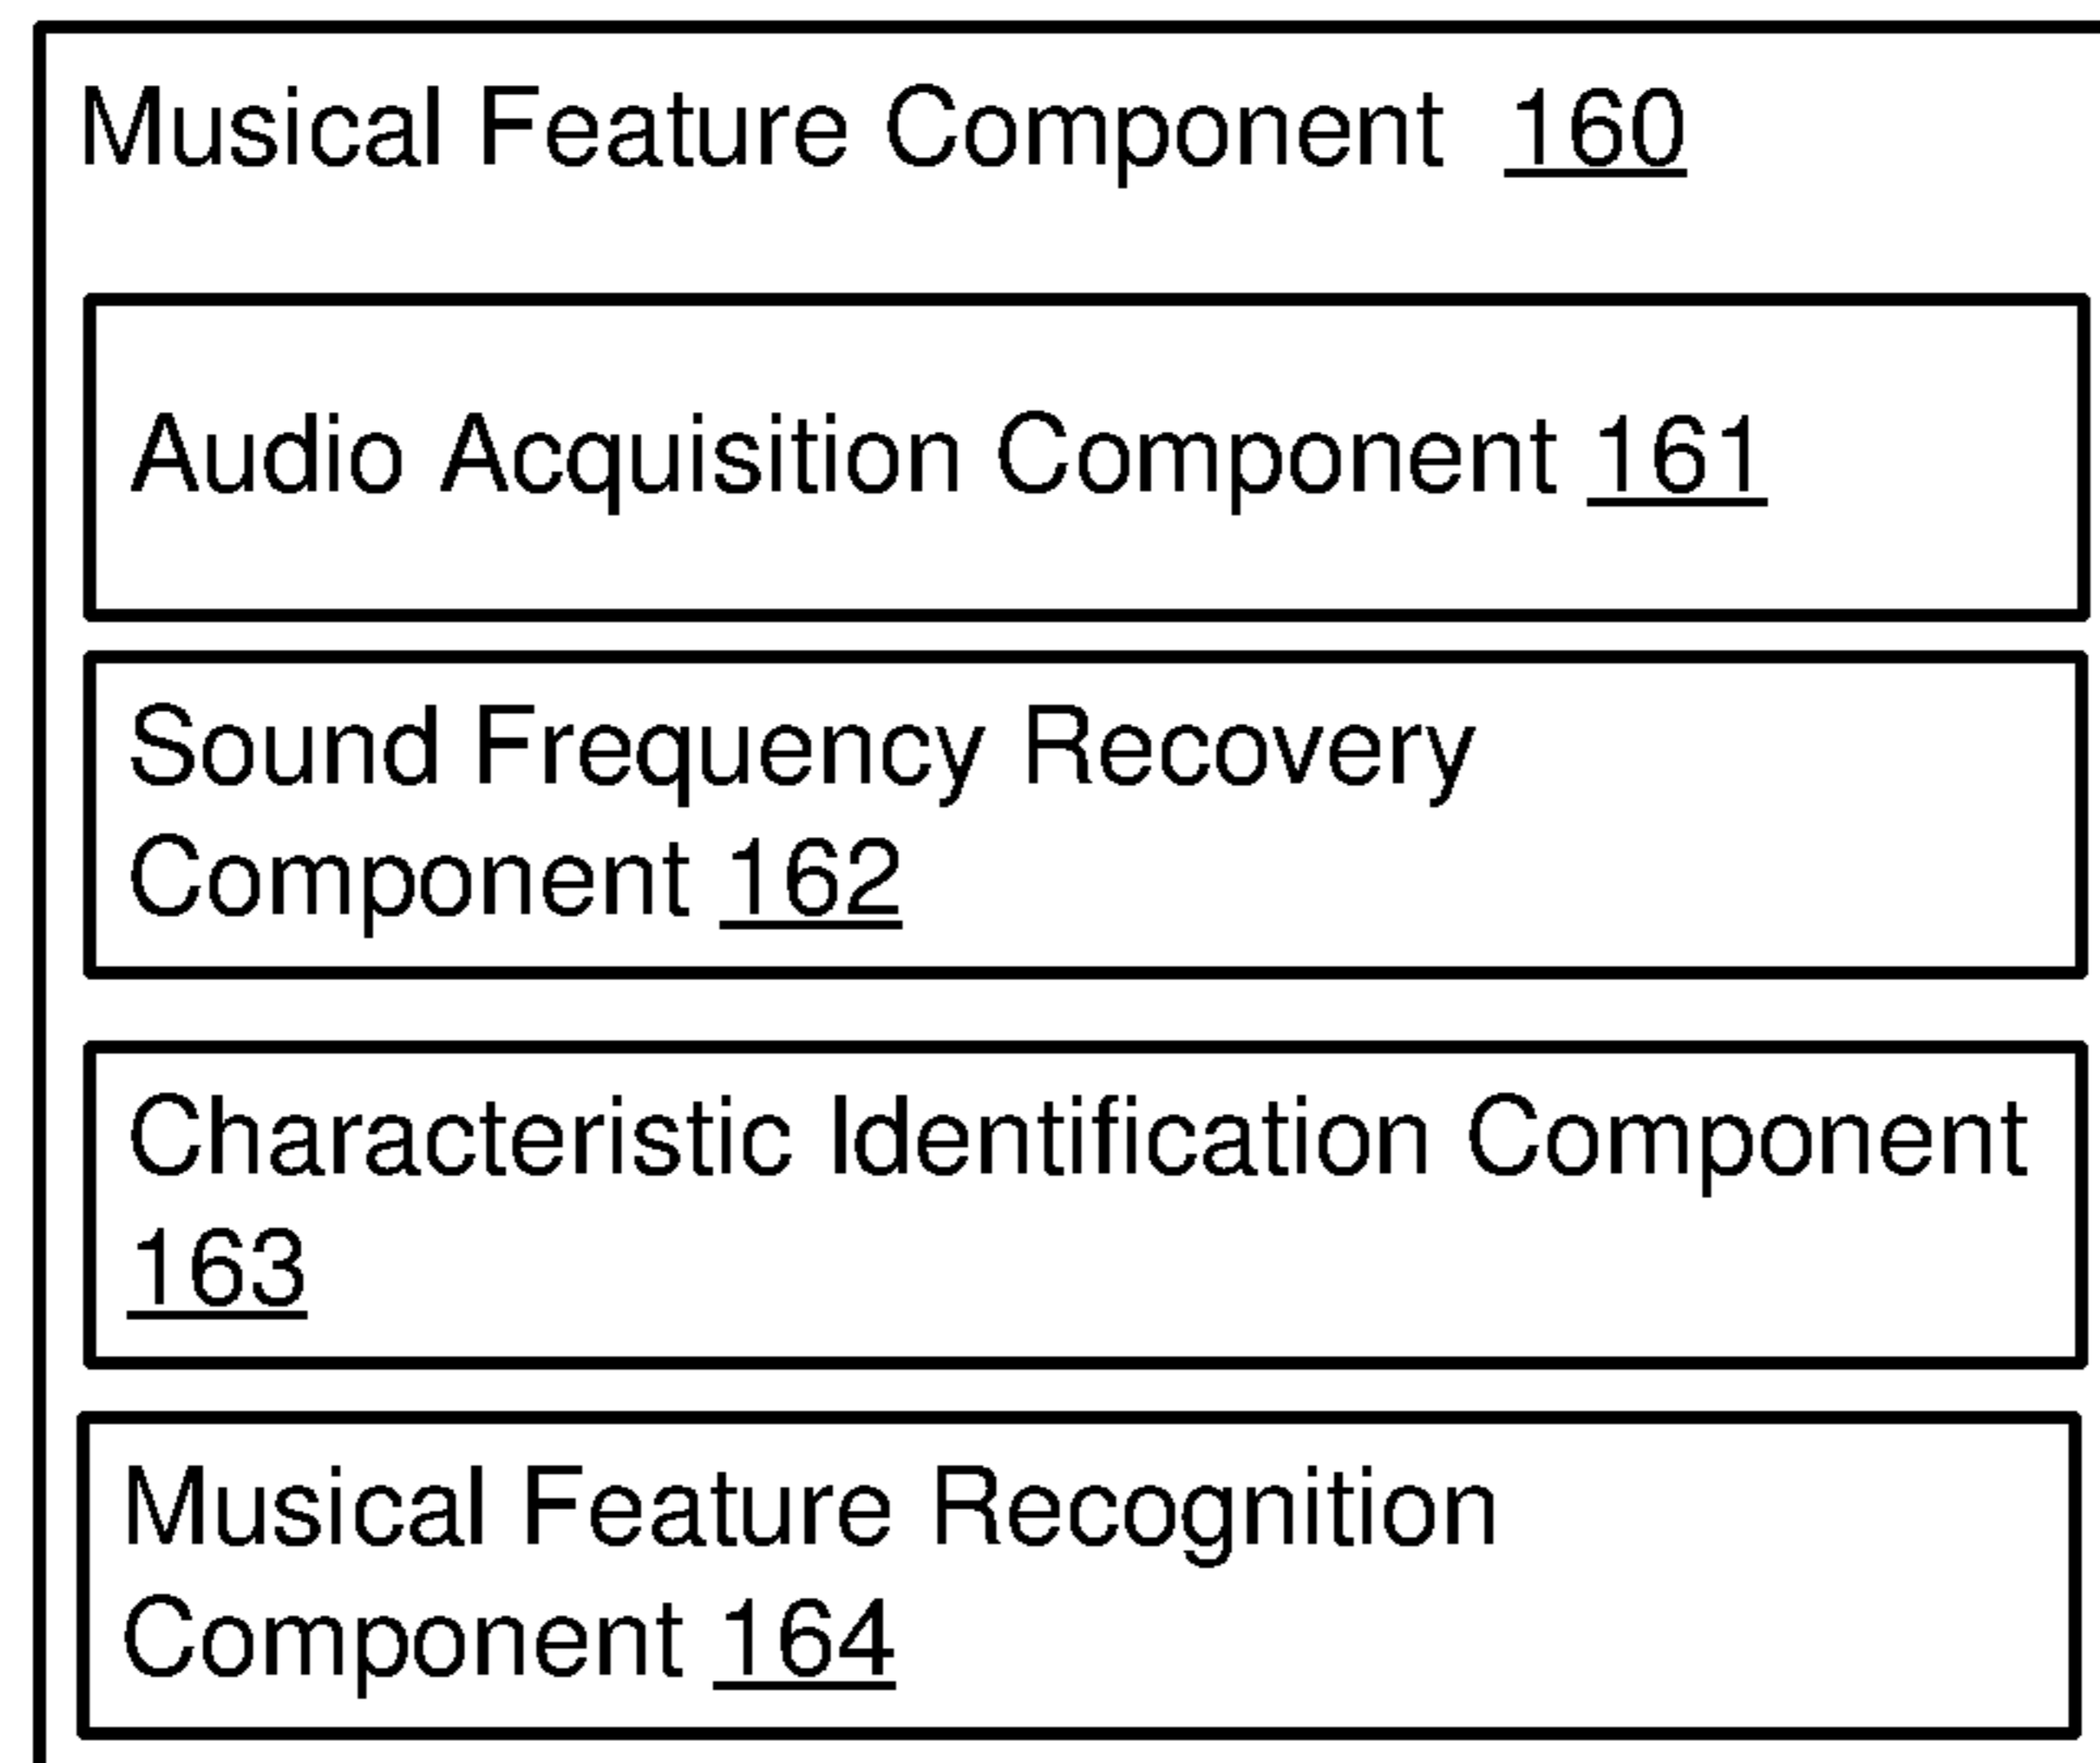 Musical Feature Component 160
Audio Acquisition Component 161
Sound Frequency Recovery
Component 162
Characteristic Identification Component
163
Musical Feature Recognition
Component 164